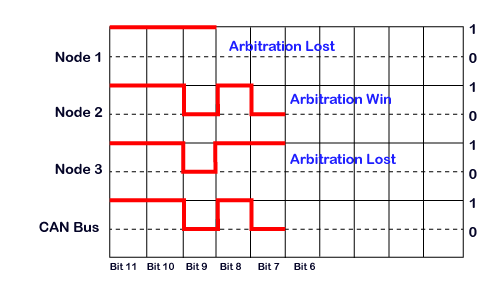 1
Arbitration Lost
Node 1 0
1
Arbitration Win
Node 2 0
1
Arbitration Lost
Node 3 0
1
CAN Bus 0
Bit 11 Bit 10 Bit 9 Bit 8 Bit 7 Bit 6